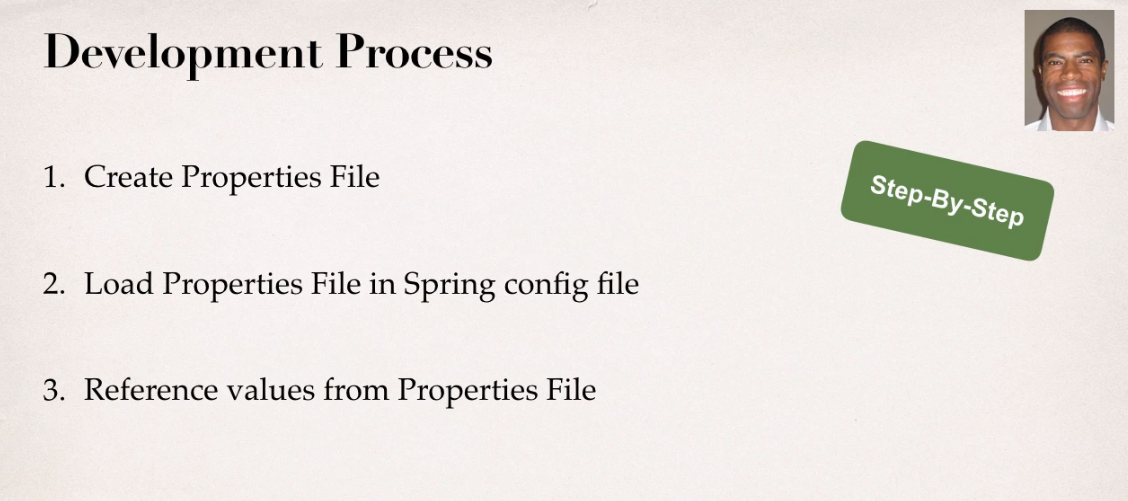 Development Process
1. Create Properties File
Step-By-Step
2. Load Properties File in Spring config file
3. Reference values from Properties File